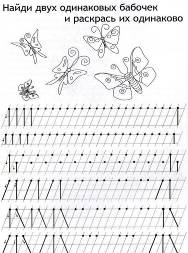 Найди двух одинаковых бабочек
и раскрась их одинаково